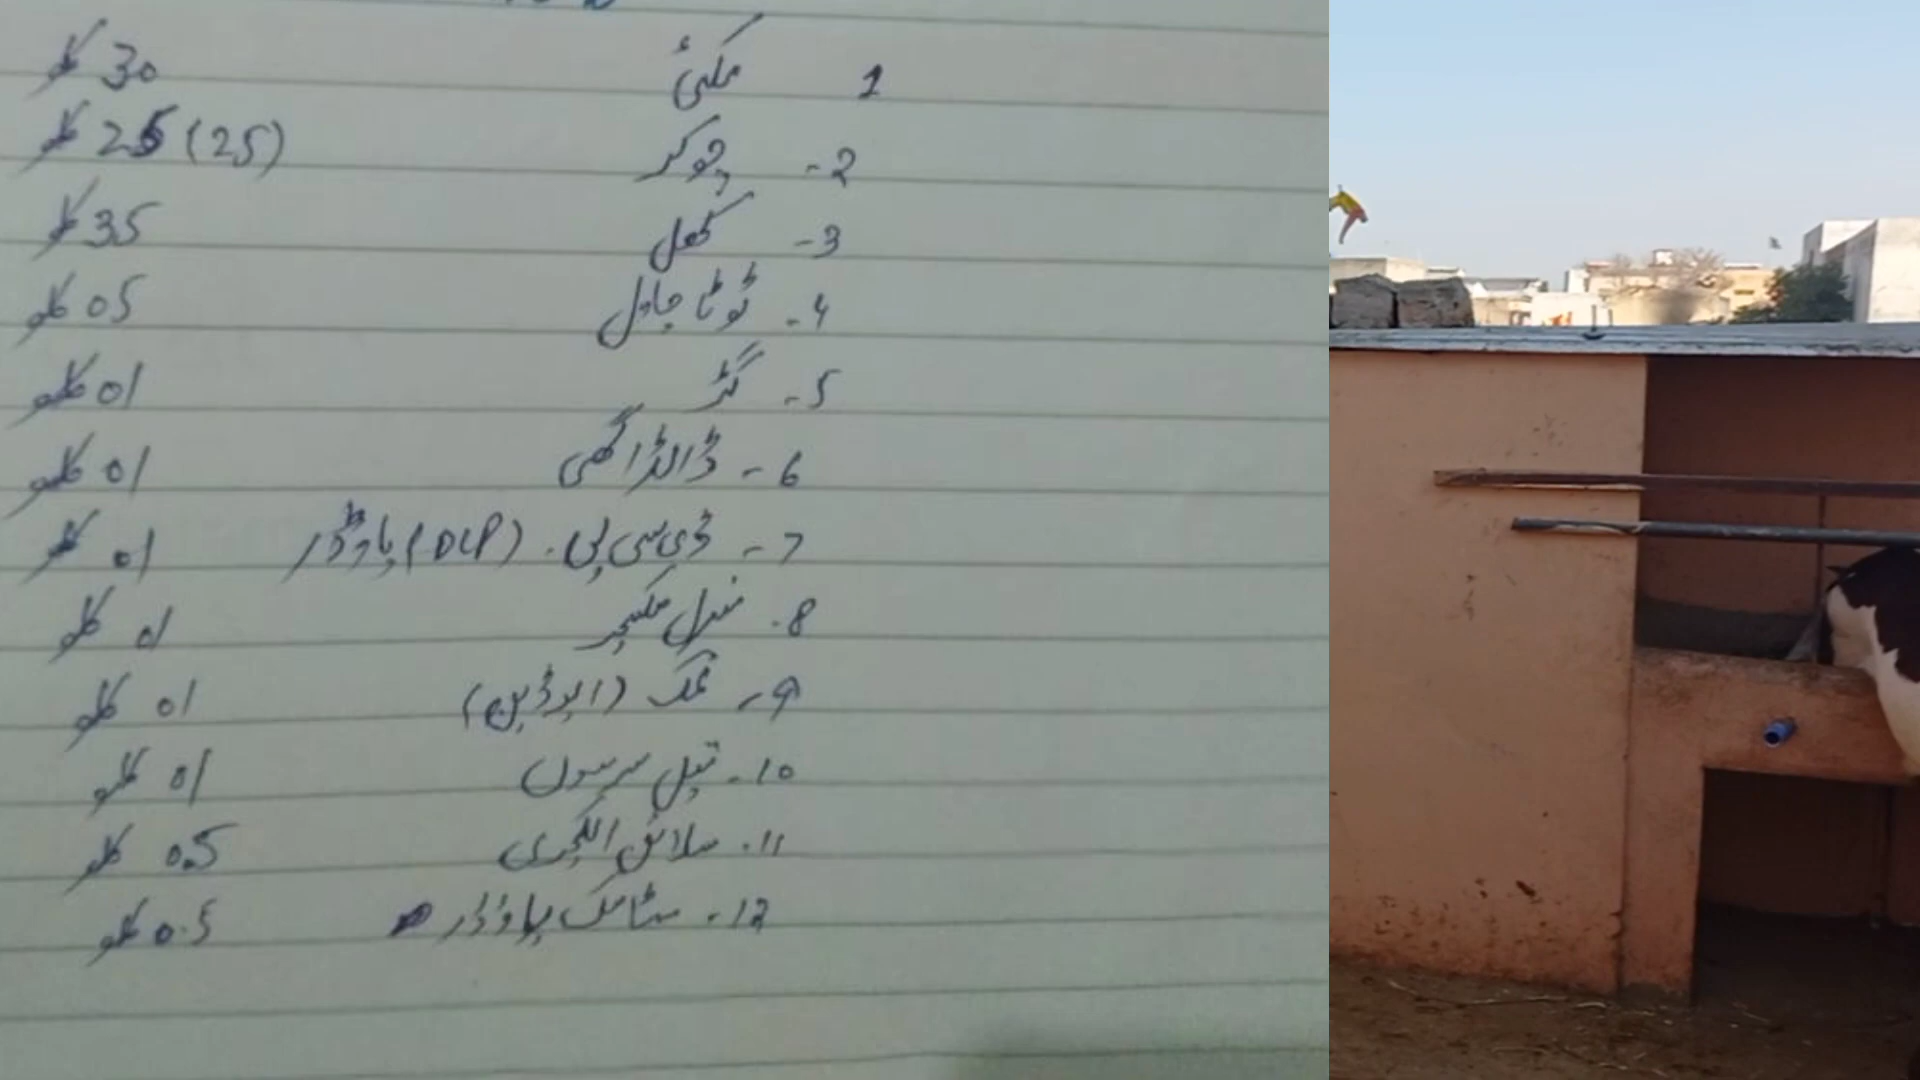 1 مکئی 30 کلو
2- چوکر 25 (25) کلو
3- کھل 35 کلو
4- ٹوٹا چاول 05 کلو
5- گڑ 01 کلو
6- ڈالڈا گھی 01 کلو
7- ڈی سی پی. (DCP) پاوڈر 01 کلو
8. منرل مکسچر 01 کلو
9- نمک (ایوڈین) 01 کلو
10- تیل سرسوں 01 کلو
11. 0.5 کلو
12. پاوڈر 0.5 کلو